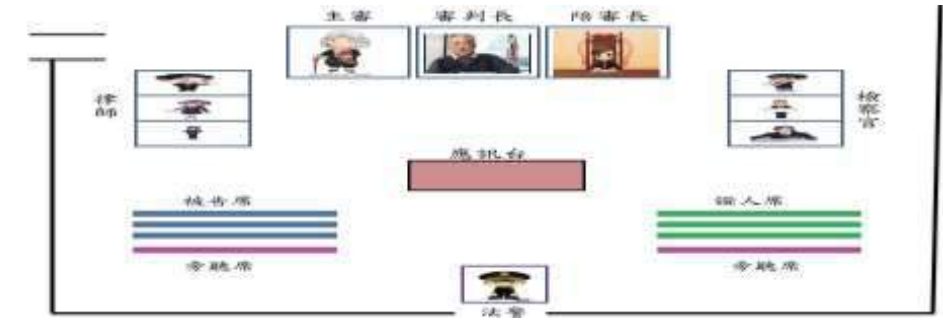 主審 審判長 陪審長
律師
檢察官
應訊台
被告席 證人席
旁聽席 旁聽席
法警